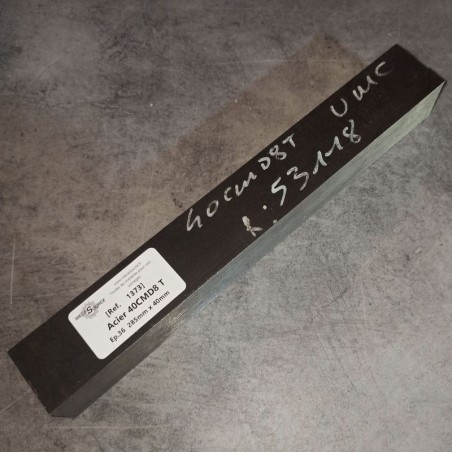 40CMD8T UMC
R: 53118
[Ref. 1373]
Acier 40CMD8 T
Ep.36 285mm x 40mm